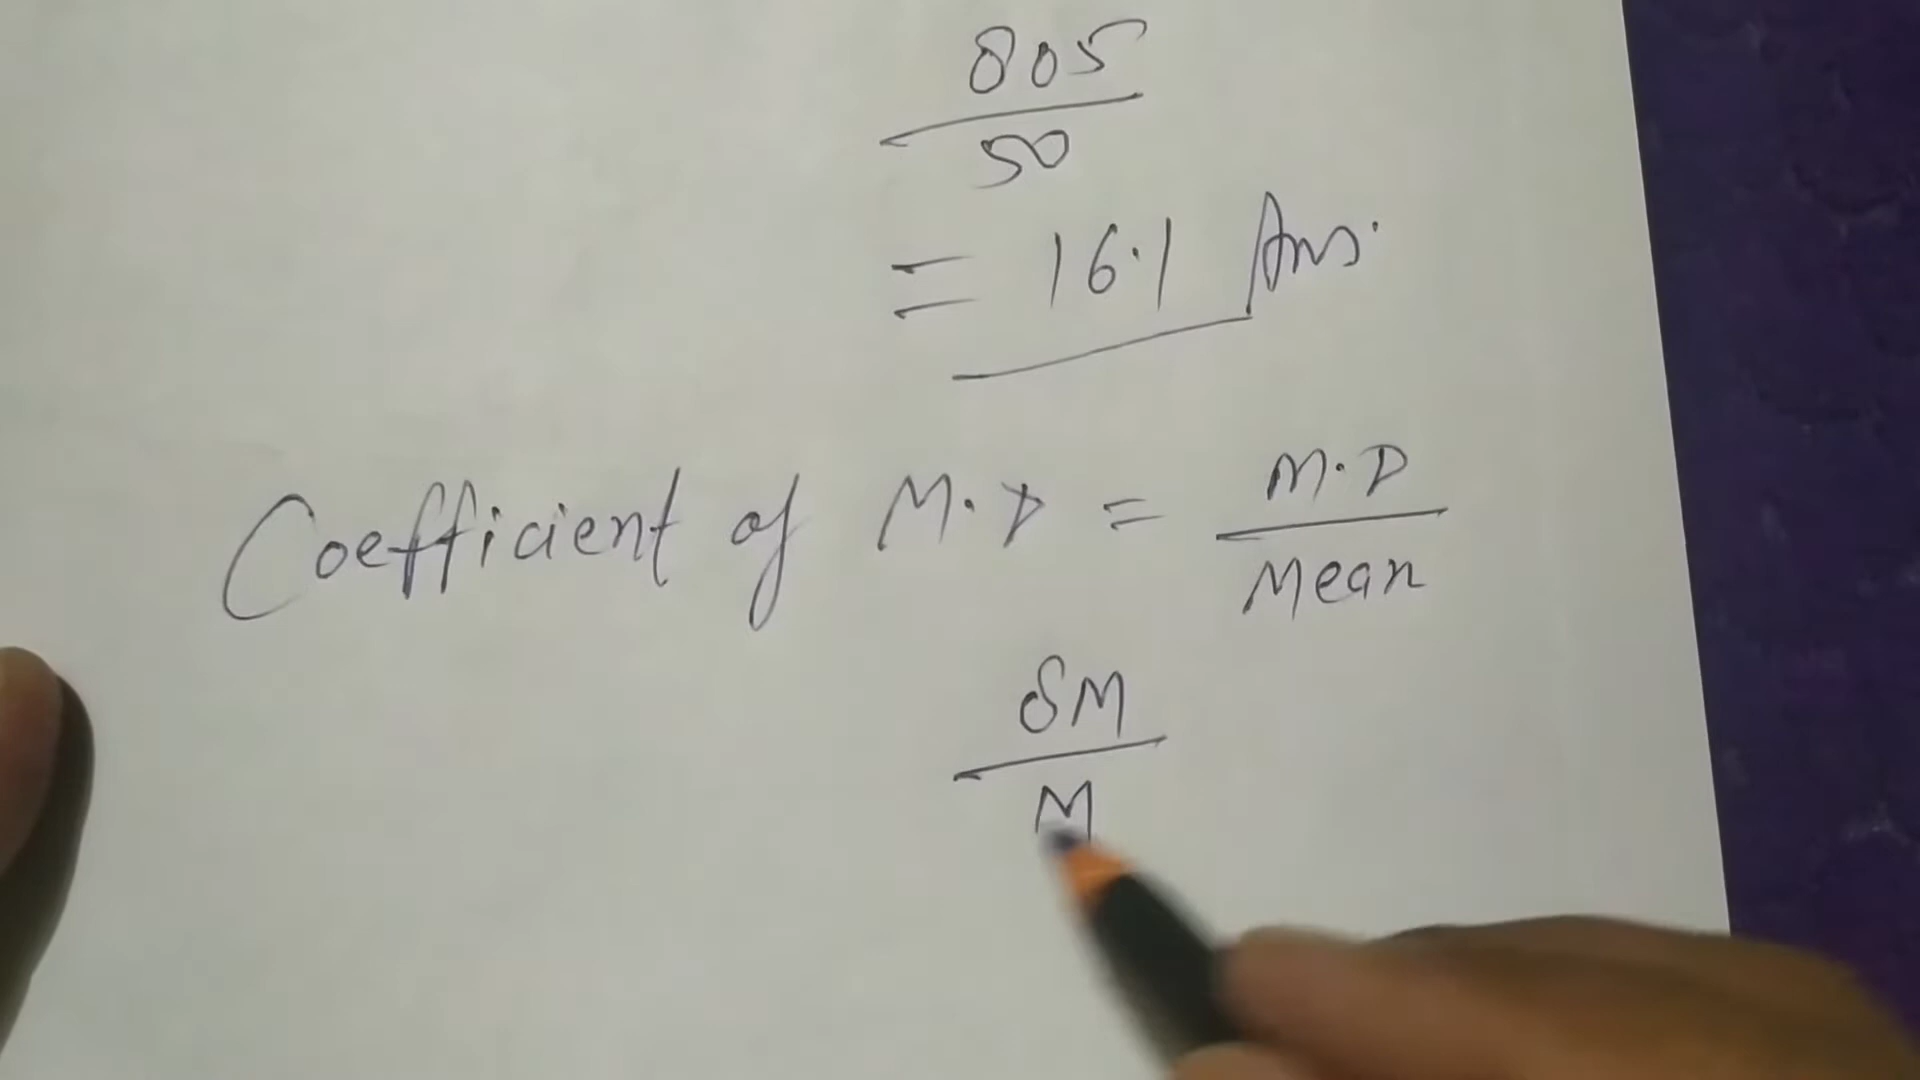 805
50
= 16.1 Ans.
Coefficient of M.D = M.D
Mean
δM
M